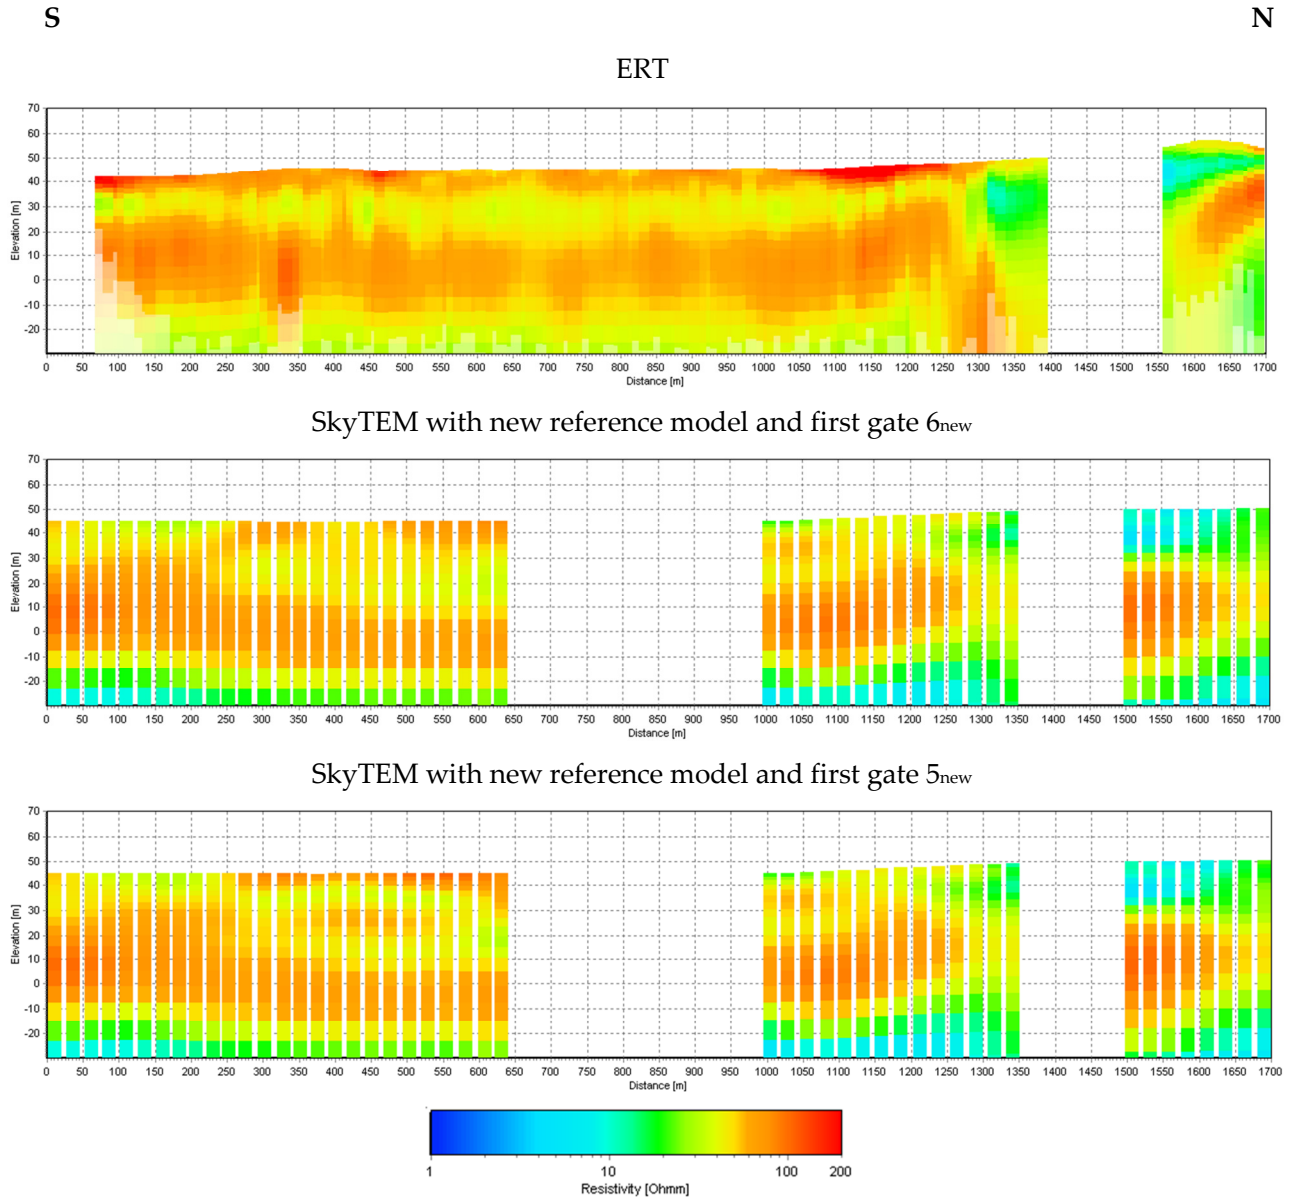 S N
ERT
70
60
50
40
30
20
10
0
-10
-20
Elevation [m]
0 50 100 150 200 250 300 350 400 450 500 550 600 650 700 750 800 850 900 950 1000 1050 1100 1150 1200 1250 1300 1350 1400 1450 1500 1550 1600 1650 1700
Distance [m]
SkyTEM with new reference model and first gate 6new
70
60
50
40
30
20
10
0
-10
-20
Elevation [m]
0 50 100 150 200 250 300 350 400 450 500 550 600 650 700 750 800 850 900 950 1000 1050 1100 1150 1200 1250 1300 1350 1400 1450 1500 1550 1600 1650 1700
Distance [m]
SkyTEM with new reference model and first gate 5new
70
60
50
40
30
20
10
0
-10
-20
Elevation [m]
0 50 100 150 200 250 300 350 400 450 500 550 600 650 700 750 800 850 900 950 1000 1050 1100 1150 1200 1250 1300 1350 1400 1450 1500 1550 1600 1650 1700
Distance [m]
1 10 100 200
Resistivity [Ohmm]